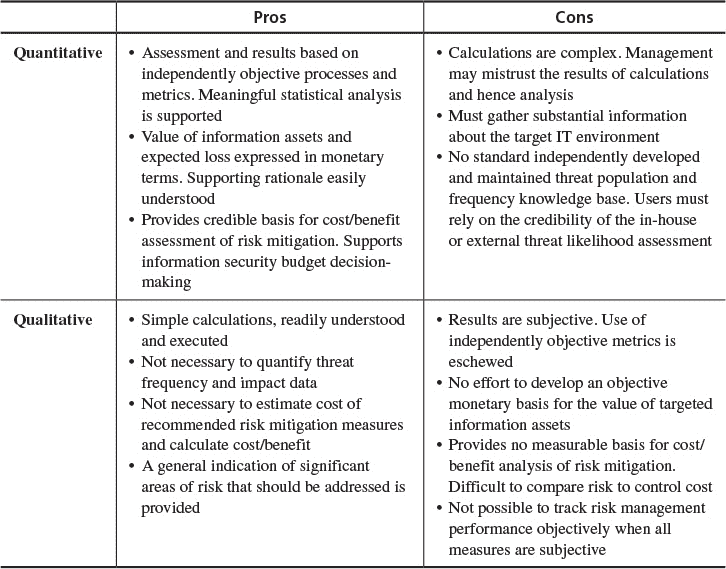 Pros
Cons
Quantitative
• Assessment and results based on
independently objective processes and
metrics. Meaningful statistical analysis
is supported
• Value of information assets and
expected loss expressed in monetary
terms. Supporting rationale easily
understood
• Provides credible basis for cost/benefit
assessment of risk mitigation. Supports
information security budget decision-
making
• Calculations are complex. Management
may mistrust the results of calculations
and hence analysis
• Must gather substantial information
about the target IT environment
• No standard independently developed
and maintained threat population and
frequency knowledge base. Users must
rely on the credibility of the in-house
or external threat likelihood assessment
Qualitative
• Simple calculations, readily understood
and executed
• Not necessary to quantify threat
frequency and impact data
• Not necessary to estimate cost of
recommended risk mitigation measures
and calculate cost/benefit
• A general indication of significant
areas of risk that should be addressed is
provided
• Results are subjective. Use of
independently objective metrics is
eschewed
• No effort to develop an objective
monetary basis for the value of targeted
information assets
• Provides no measurable basis for cost/
benefit analysis of risk mitigation.
Difficult to compare risk to control cost
• Not possible to track risk management
performance objectively when all
measures are subjective